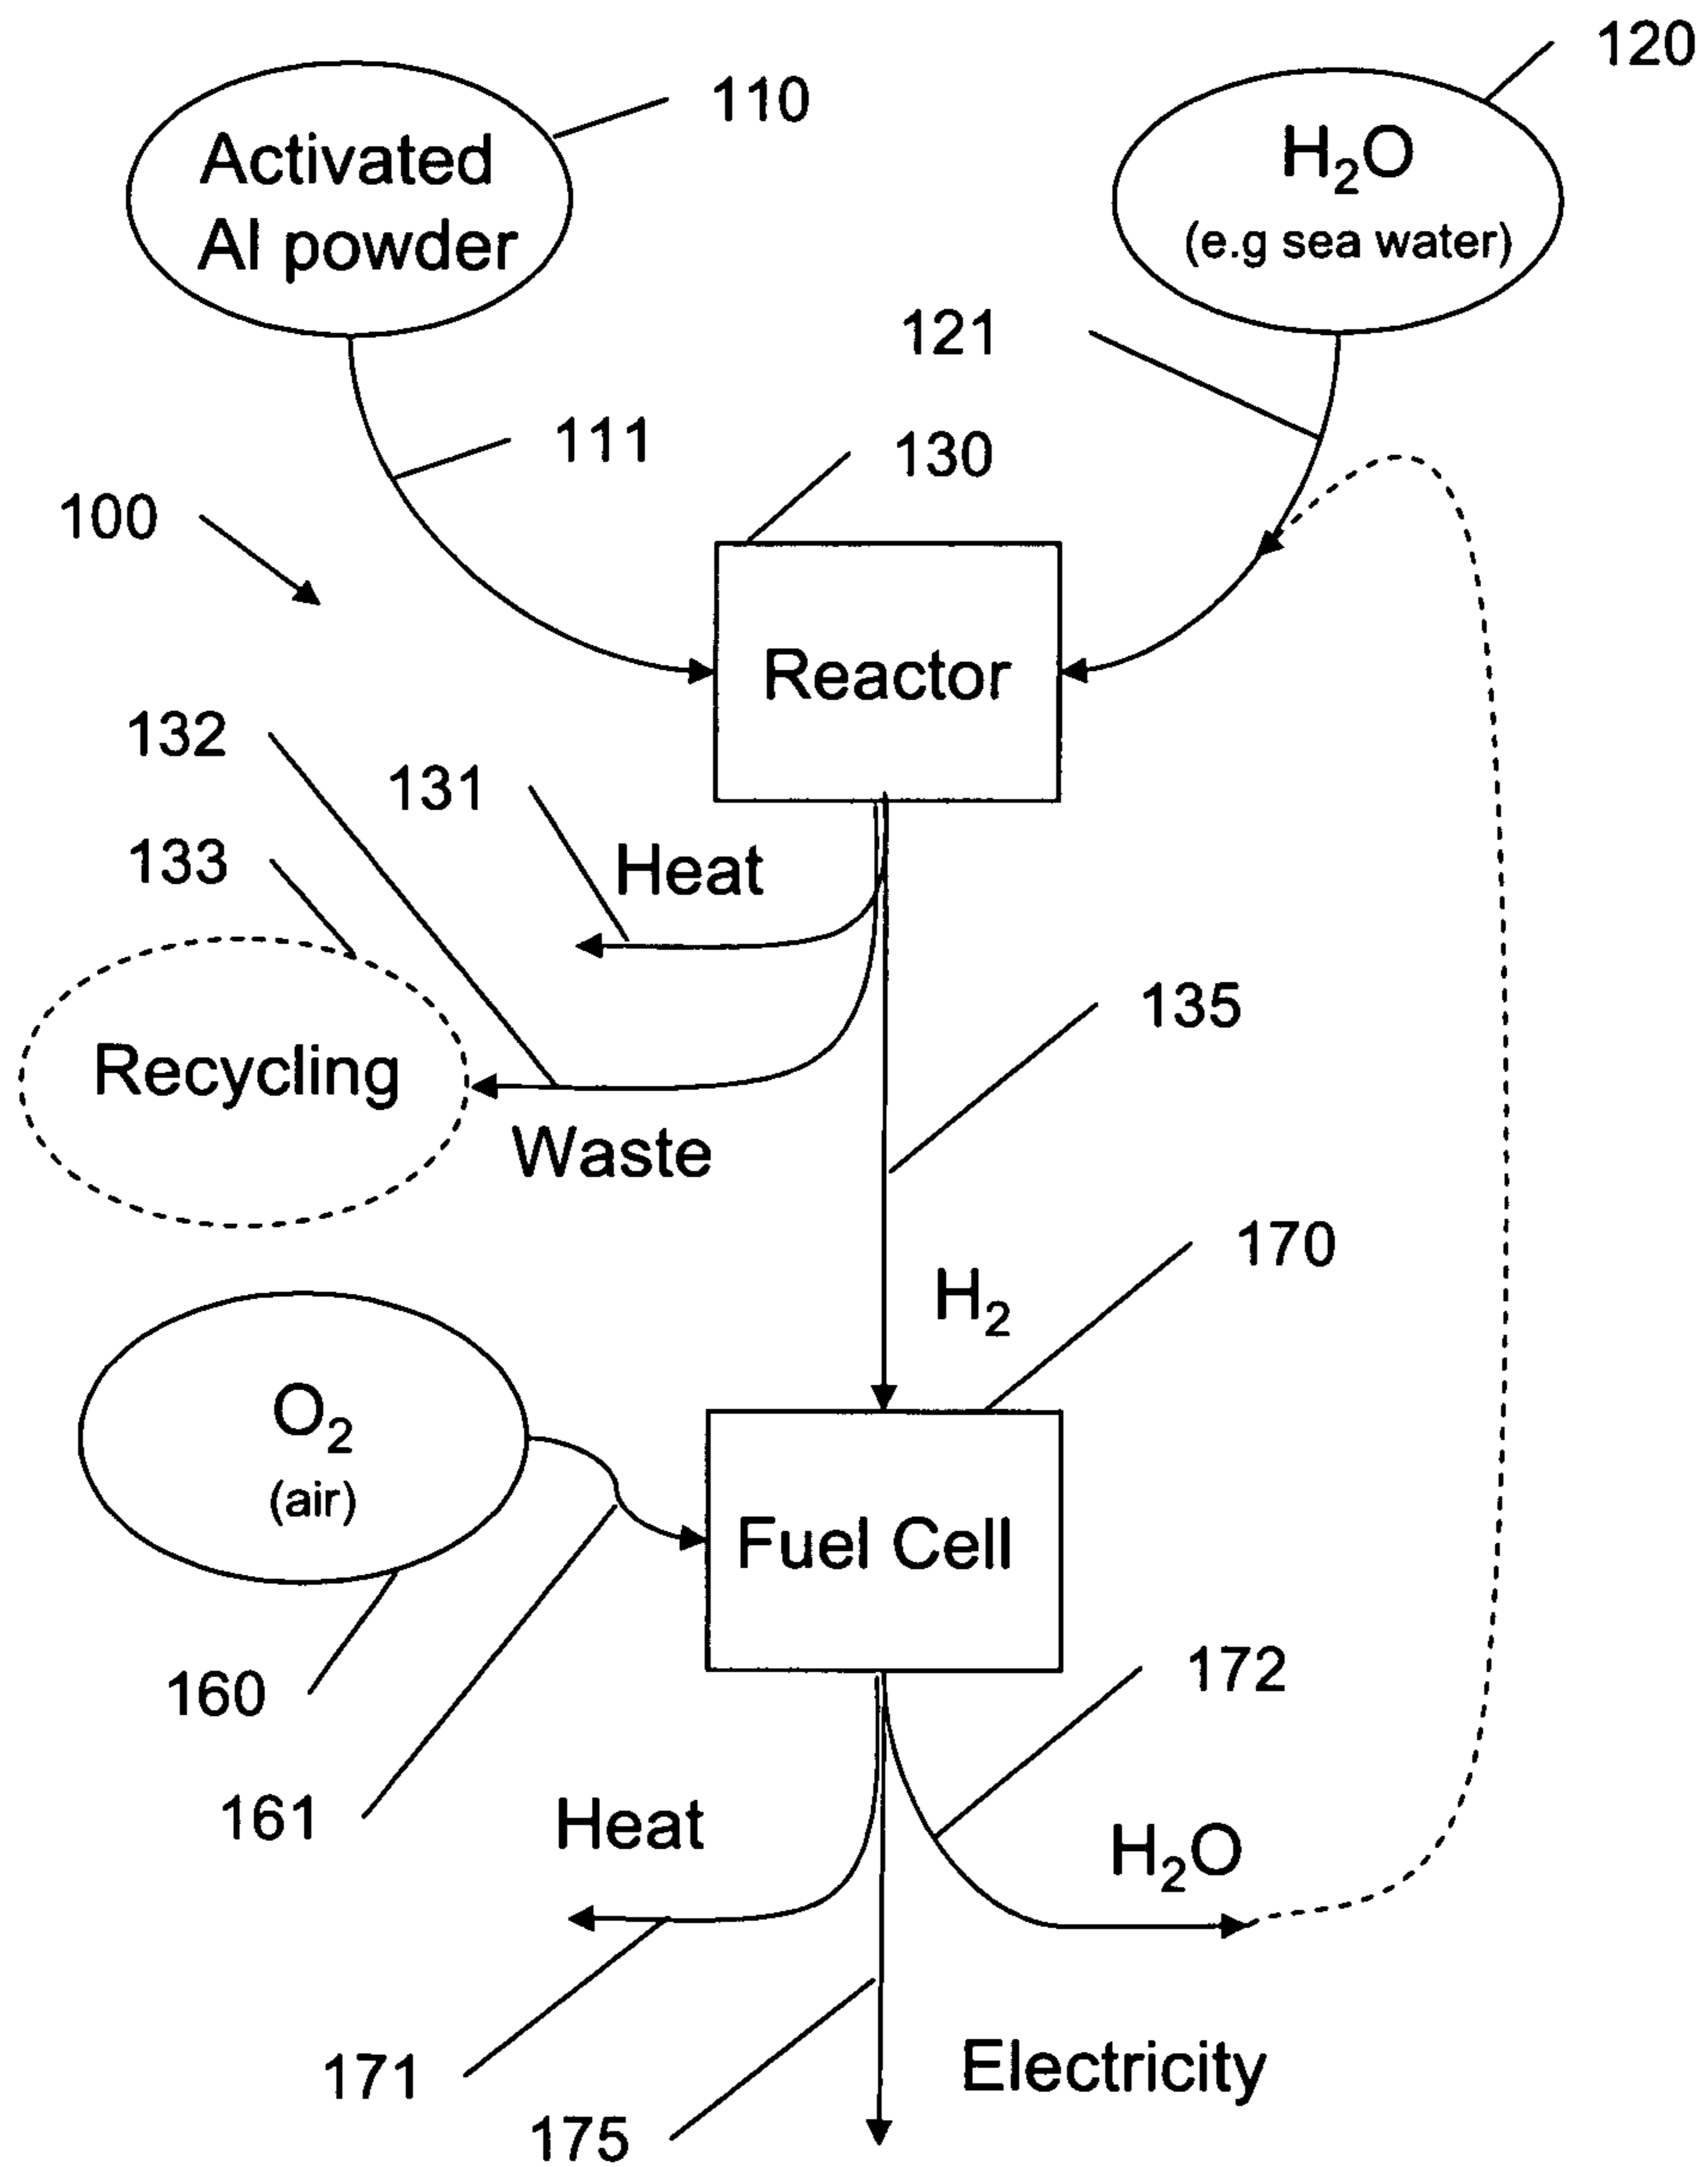 120
110
Activated
Al powder
H₂O
(e.g sea water)
121
111
130
100
Reactor
132
131
133
Heat
135
Recycling
Waste
170
H₂
O₂
(air)
Fuel Cell
160
172
161
Heat
H₂O
171
Electricity
175